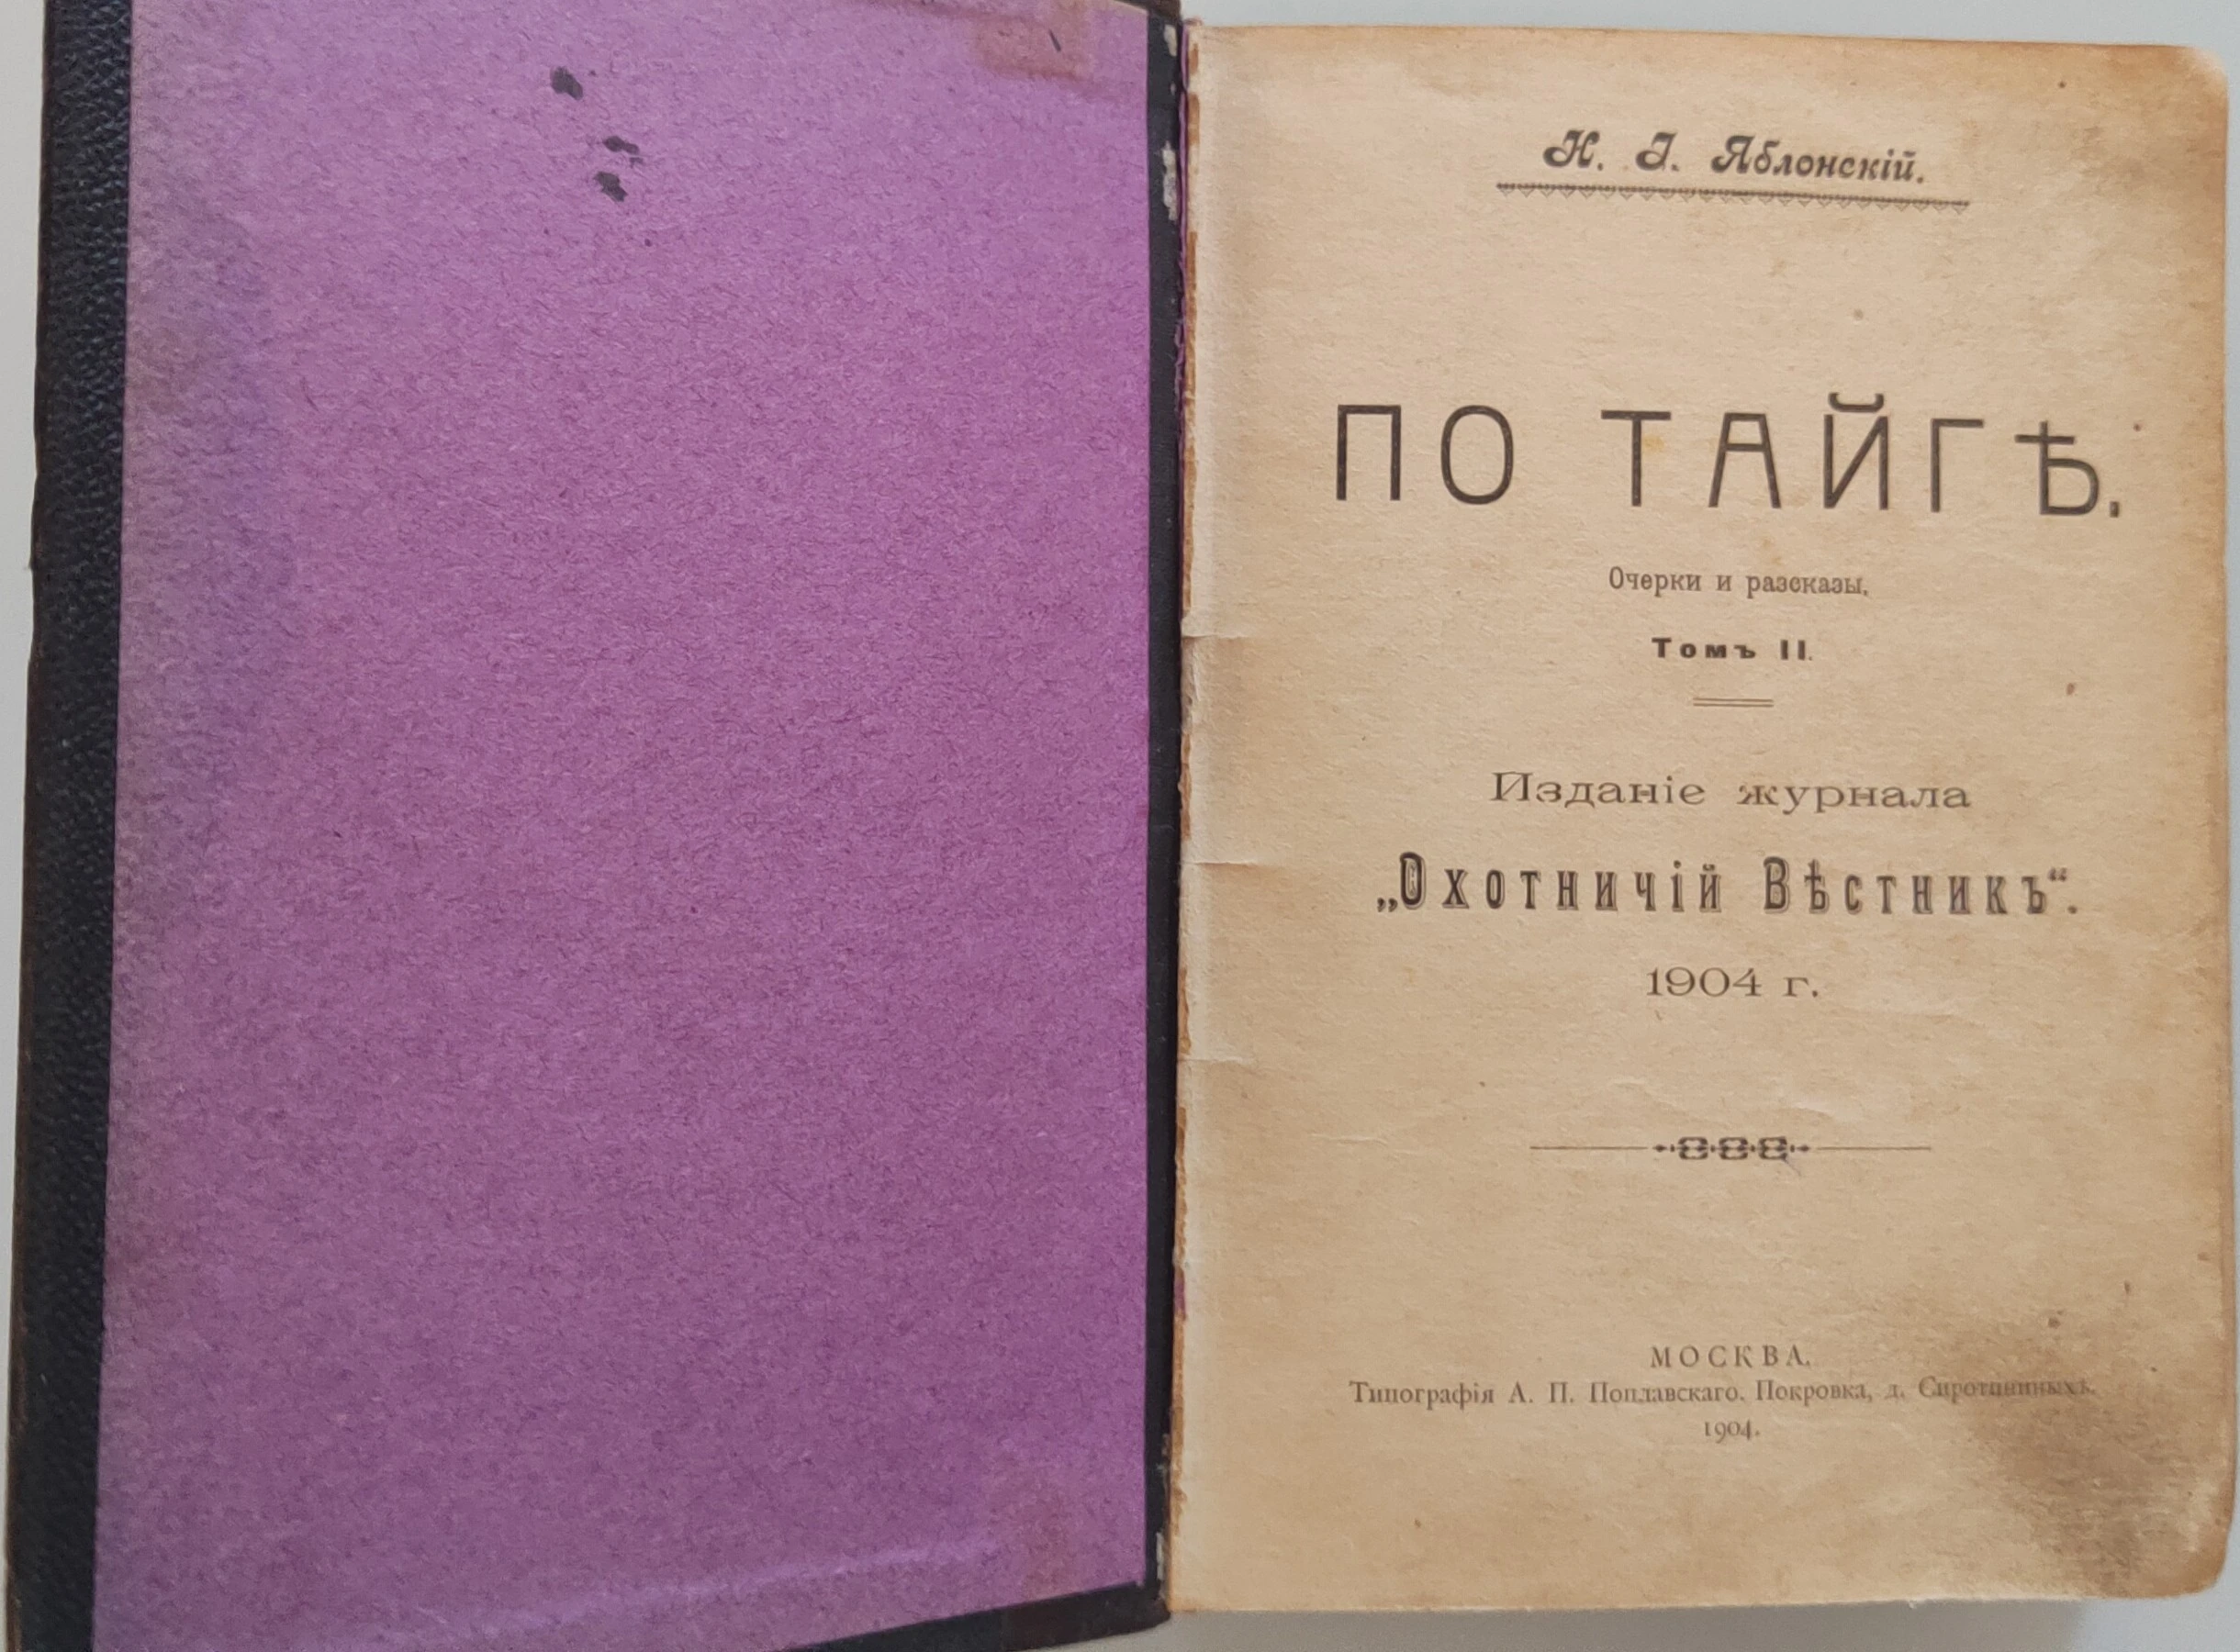 Н. І. Яблонскій.
ПО ТАЙГѢ.
Очерки и разсказы.
Томъ II.
Изданіе журнала
„Охотничій Вѣстникъ“.
1904 г.
МОСКВА.
Типографія А. П. Поплавскаго. Покровка, д. Сиротининыхъ.
1904.